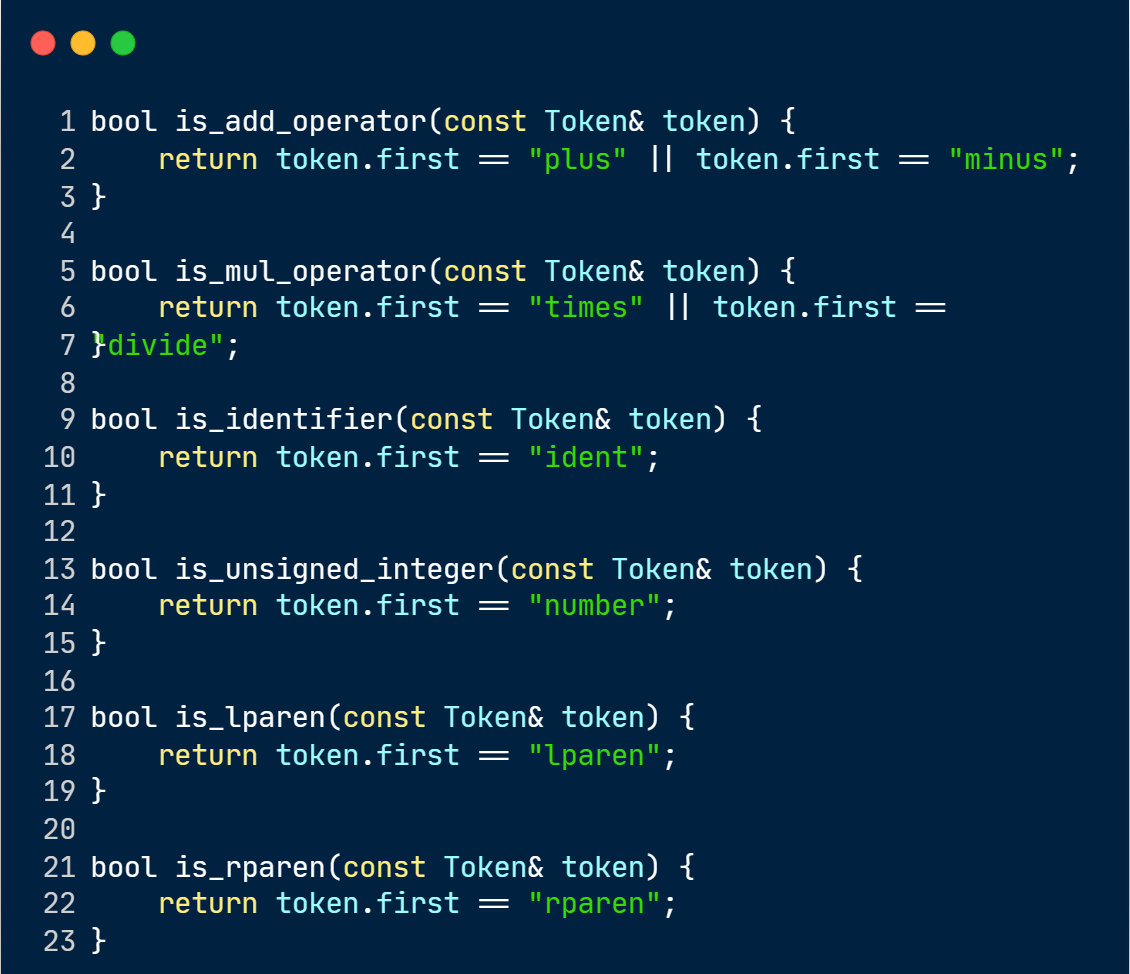 1 bool is_add_operator(const Token& token) {
2     return token.first == "plus" || token.first == "minus";
3 }
4
5 bool is_mul_operator(const Token& token) {
6     return token.first == "times" || token.first ==
7 }"divide";
8
9 bool is_identifier(const Token& token) {
10     return token.first == "ident";
11 }
12
13 bool is_unsigned_integer(const Token& token) {
14     return token.first == "number";
15 }
16
17 bool is_lparen(const Token& token) {
18     return token.first == "lparen";
19 }
20
21 bool is_rparen(const Token& token) {
22     return token.first == "rparen";
23 }